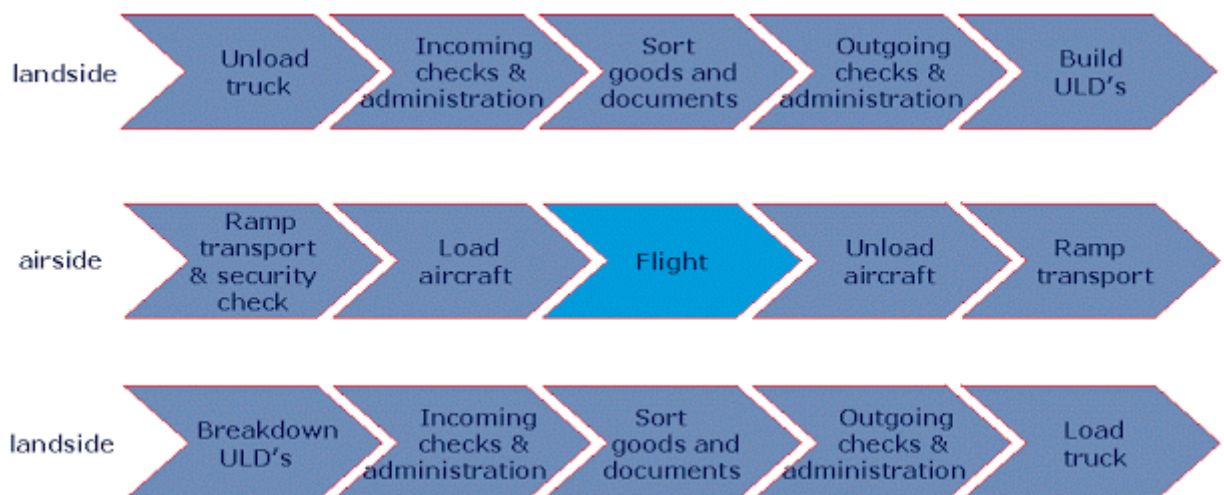 landside
Unload
truck
Incoming
checks &
administration
Sort
goods and
documents
Outgoing
checks &
administration
Build
ULD's
airside
Ramp
transport
& security
check
Load
aircraft
Flight
Unload
aircraft
Ramp
transport
landside
Breakdown
ULD's
Incoming
checks &
administration
Sort
goods and
documents
Outgoing
checks &
administration
Load
truck